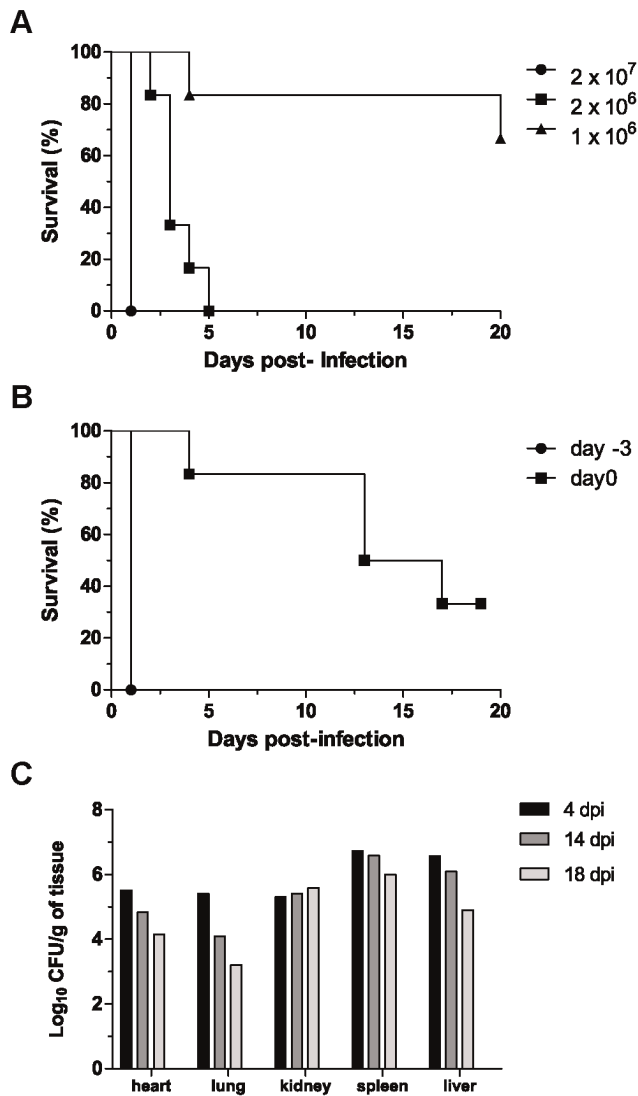 A
100
80
60
40
20
0
Survival (%)
0 5 10 15 20
Days post- Infection
2 x 10⁷
2 x 10⁶
1 x 10⁶
B
100
80
60
40
20
0
Survival (%)
0 5 10 15 20
Days post-infection
day -3
day0
C
8
6
4
2
0
Log₁₀ CFU/g of tissue
heart lung kidney spleen liver
4 dpi
14 dpi
18 dpi